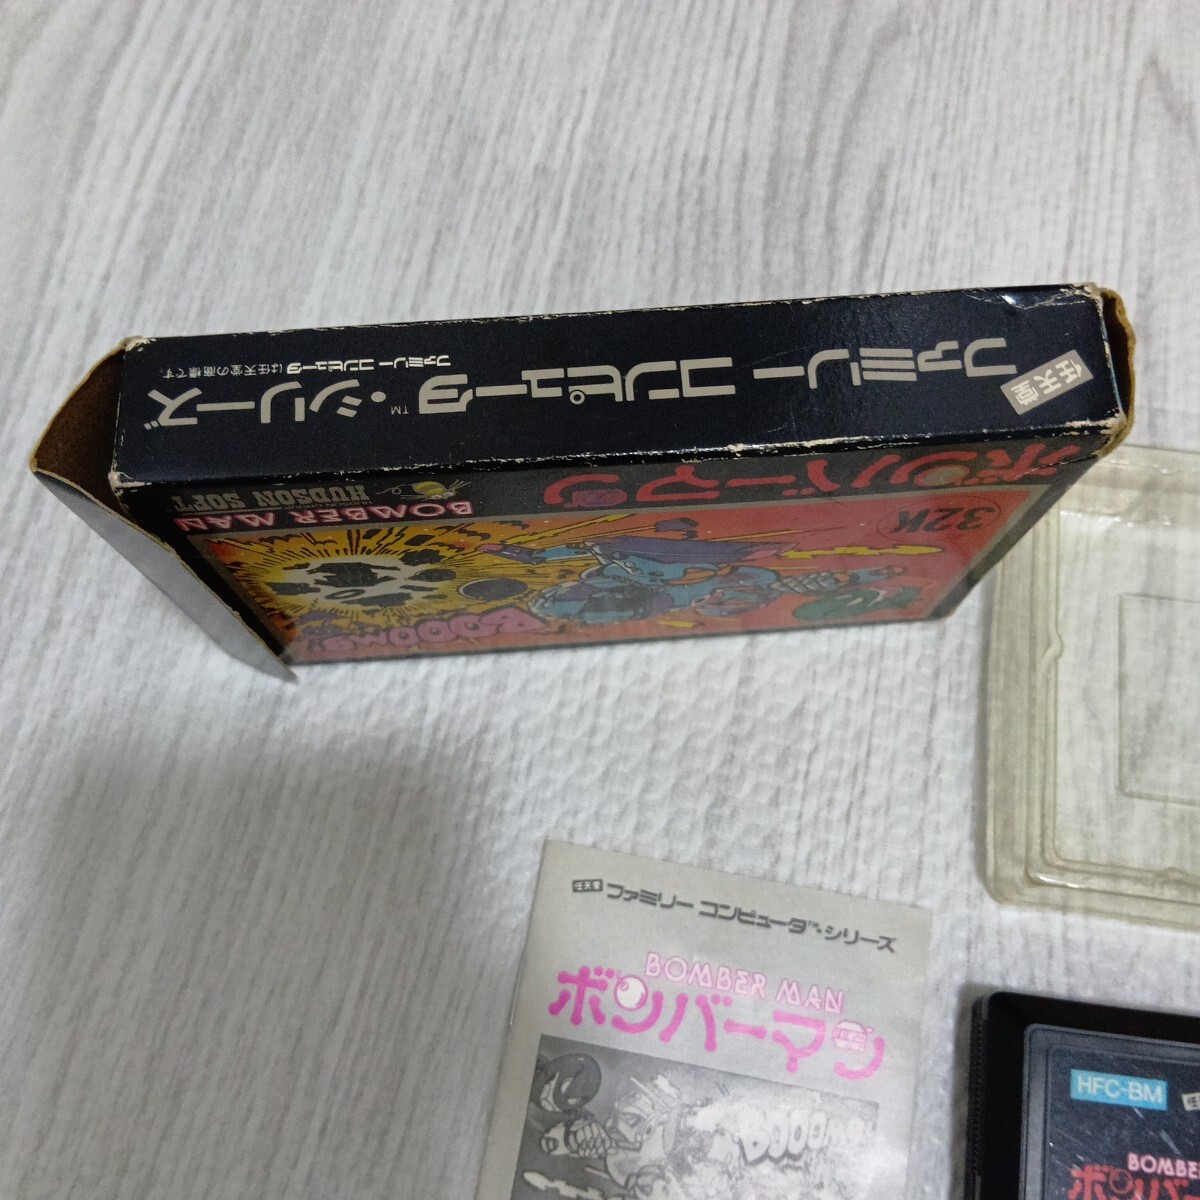 任天堂
ファミリー コンピュータ™・シリーズ
ファミリー コンピュータは任天堂の商標です。
ボンバーマン
BOMBER MAN
HUDSON SOFT
32K
BOOOMB!
任天堂 ファミリー コンピュータ™・シリーズ
BOMBER MAN
ボンバーマン
HFC-BM